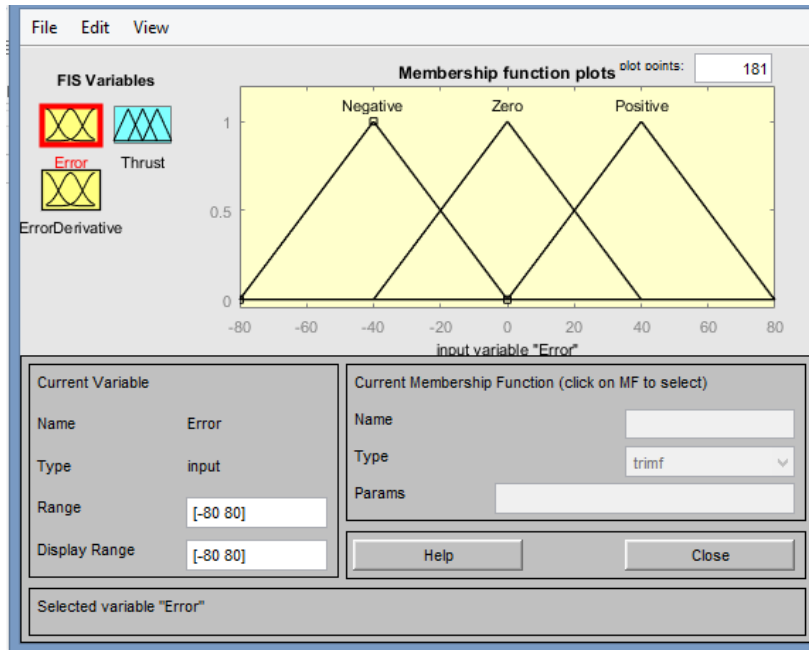 File Edit View
FIS Variables
Error Thrust
ErrorDerivative
Membership function plots plot points: 181
Negative Zero Positive
1
0.5
0
-80 -60 -40 -20 0 20 40 60 80
input variable "Error"
Current Variable
Name Error
Type input
Range [-80 80]
Display Range [-80 80]
Current Membership Function (click on MF to select)
Name
Type trimf
Params
Help Close
Selected variable "Error"